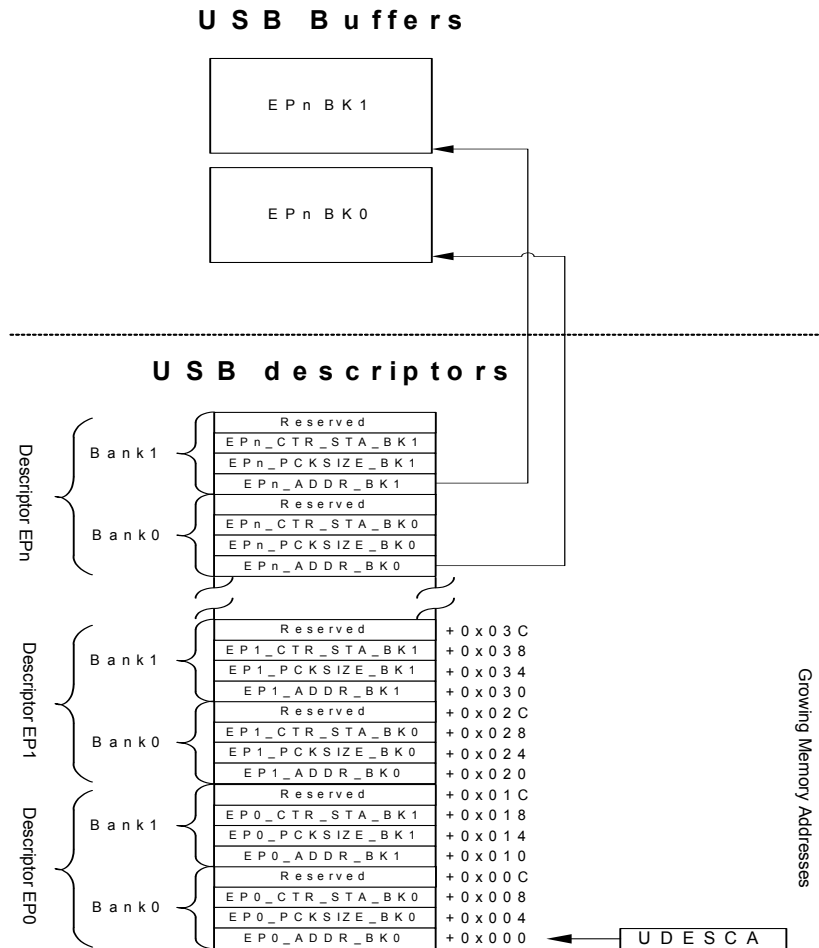 USB Buffers
EPn BK1
EPn BK0
USB descriptors
Descriptor EPn
Bank1
Reserved
EPn_CTR_STA_BK1
EPn_PCKSIZE_BK1
EPn_ADDR_BK1
Bank0
Reserved
EPn_CTR_STA_BK0
EPn_PCKSIZE_BK0
EPn_ADDR_BK0
Descriptor EP1
Bank1
Reserved +0x03C
EP1_CTR_STA_BK1 +0x038
EP1_PCKSIZE_BK1 +0x034
EP1_ADDR_BK1 +0x030
Bank0
Reserved +0x02C
EP1_CTR_STA_BK0 +0x028
EP1_PCKSIZE_BK0 +0x024
EP1_ADDR_BK0 +0x020
Descriptor EP0
Bank1
Reserved +0x01C
EP0_CTR_STA_BK1 +0x018
EP0_PCKSIZE_BK1 +0x014
EP0_ADDR_BK1 +0x010
Bank0
Reserved +0x00C
EP0_CTR_STA_BK0 +0x008
EP0_PCKSIZE_BK0 +0x004
EP0_ADDR_BK0 +0x000
UDESCA
Growing Memory Addresses